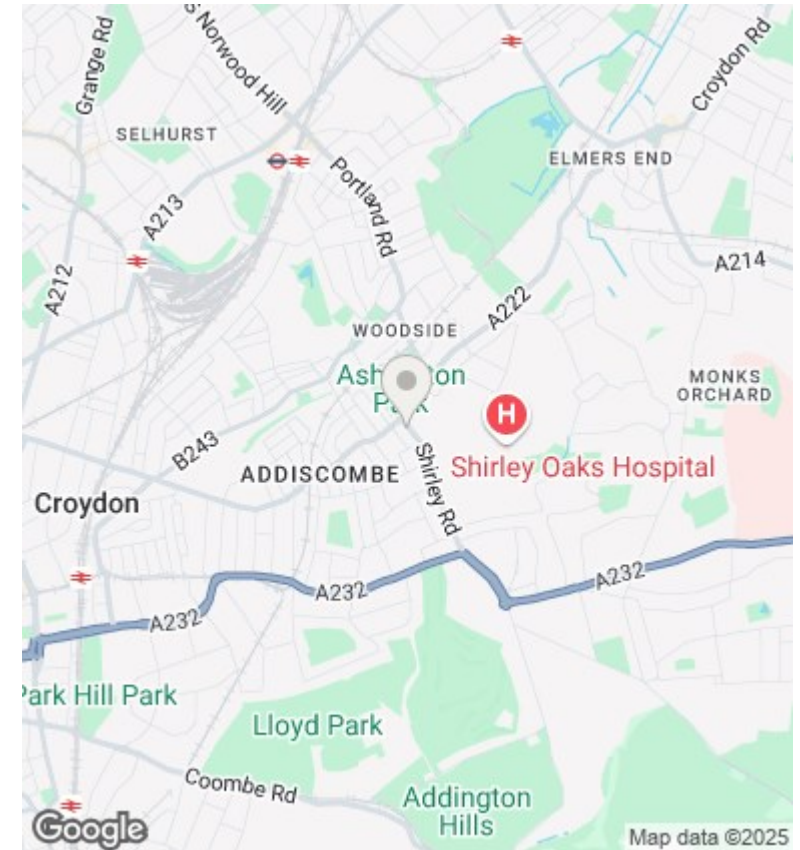 Grange Rd
S Norwood Hill
Croydon Rd
SELHURST
ELMERS END
Portland Rd
A213
A212
A214
A222
WOODSIDE
Park
MONKS
ORCHARD
H
B243
ADDISCOMBE
Shirley Rd
Shirley Oaks Hospital
Croydon
A232
A232
A232
Park Hill Park
Lloyd Park
Coombe Rd
Addington
Hills
Google
Map data ©2025